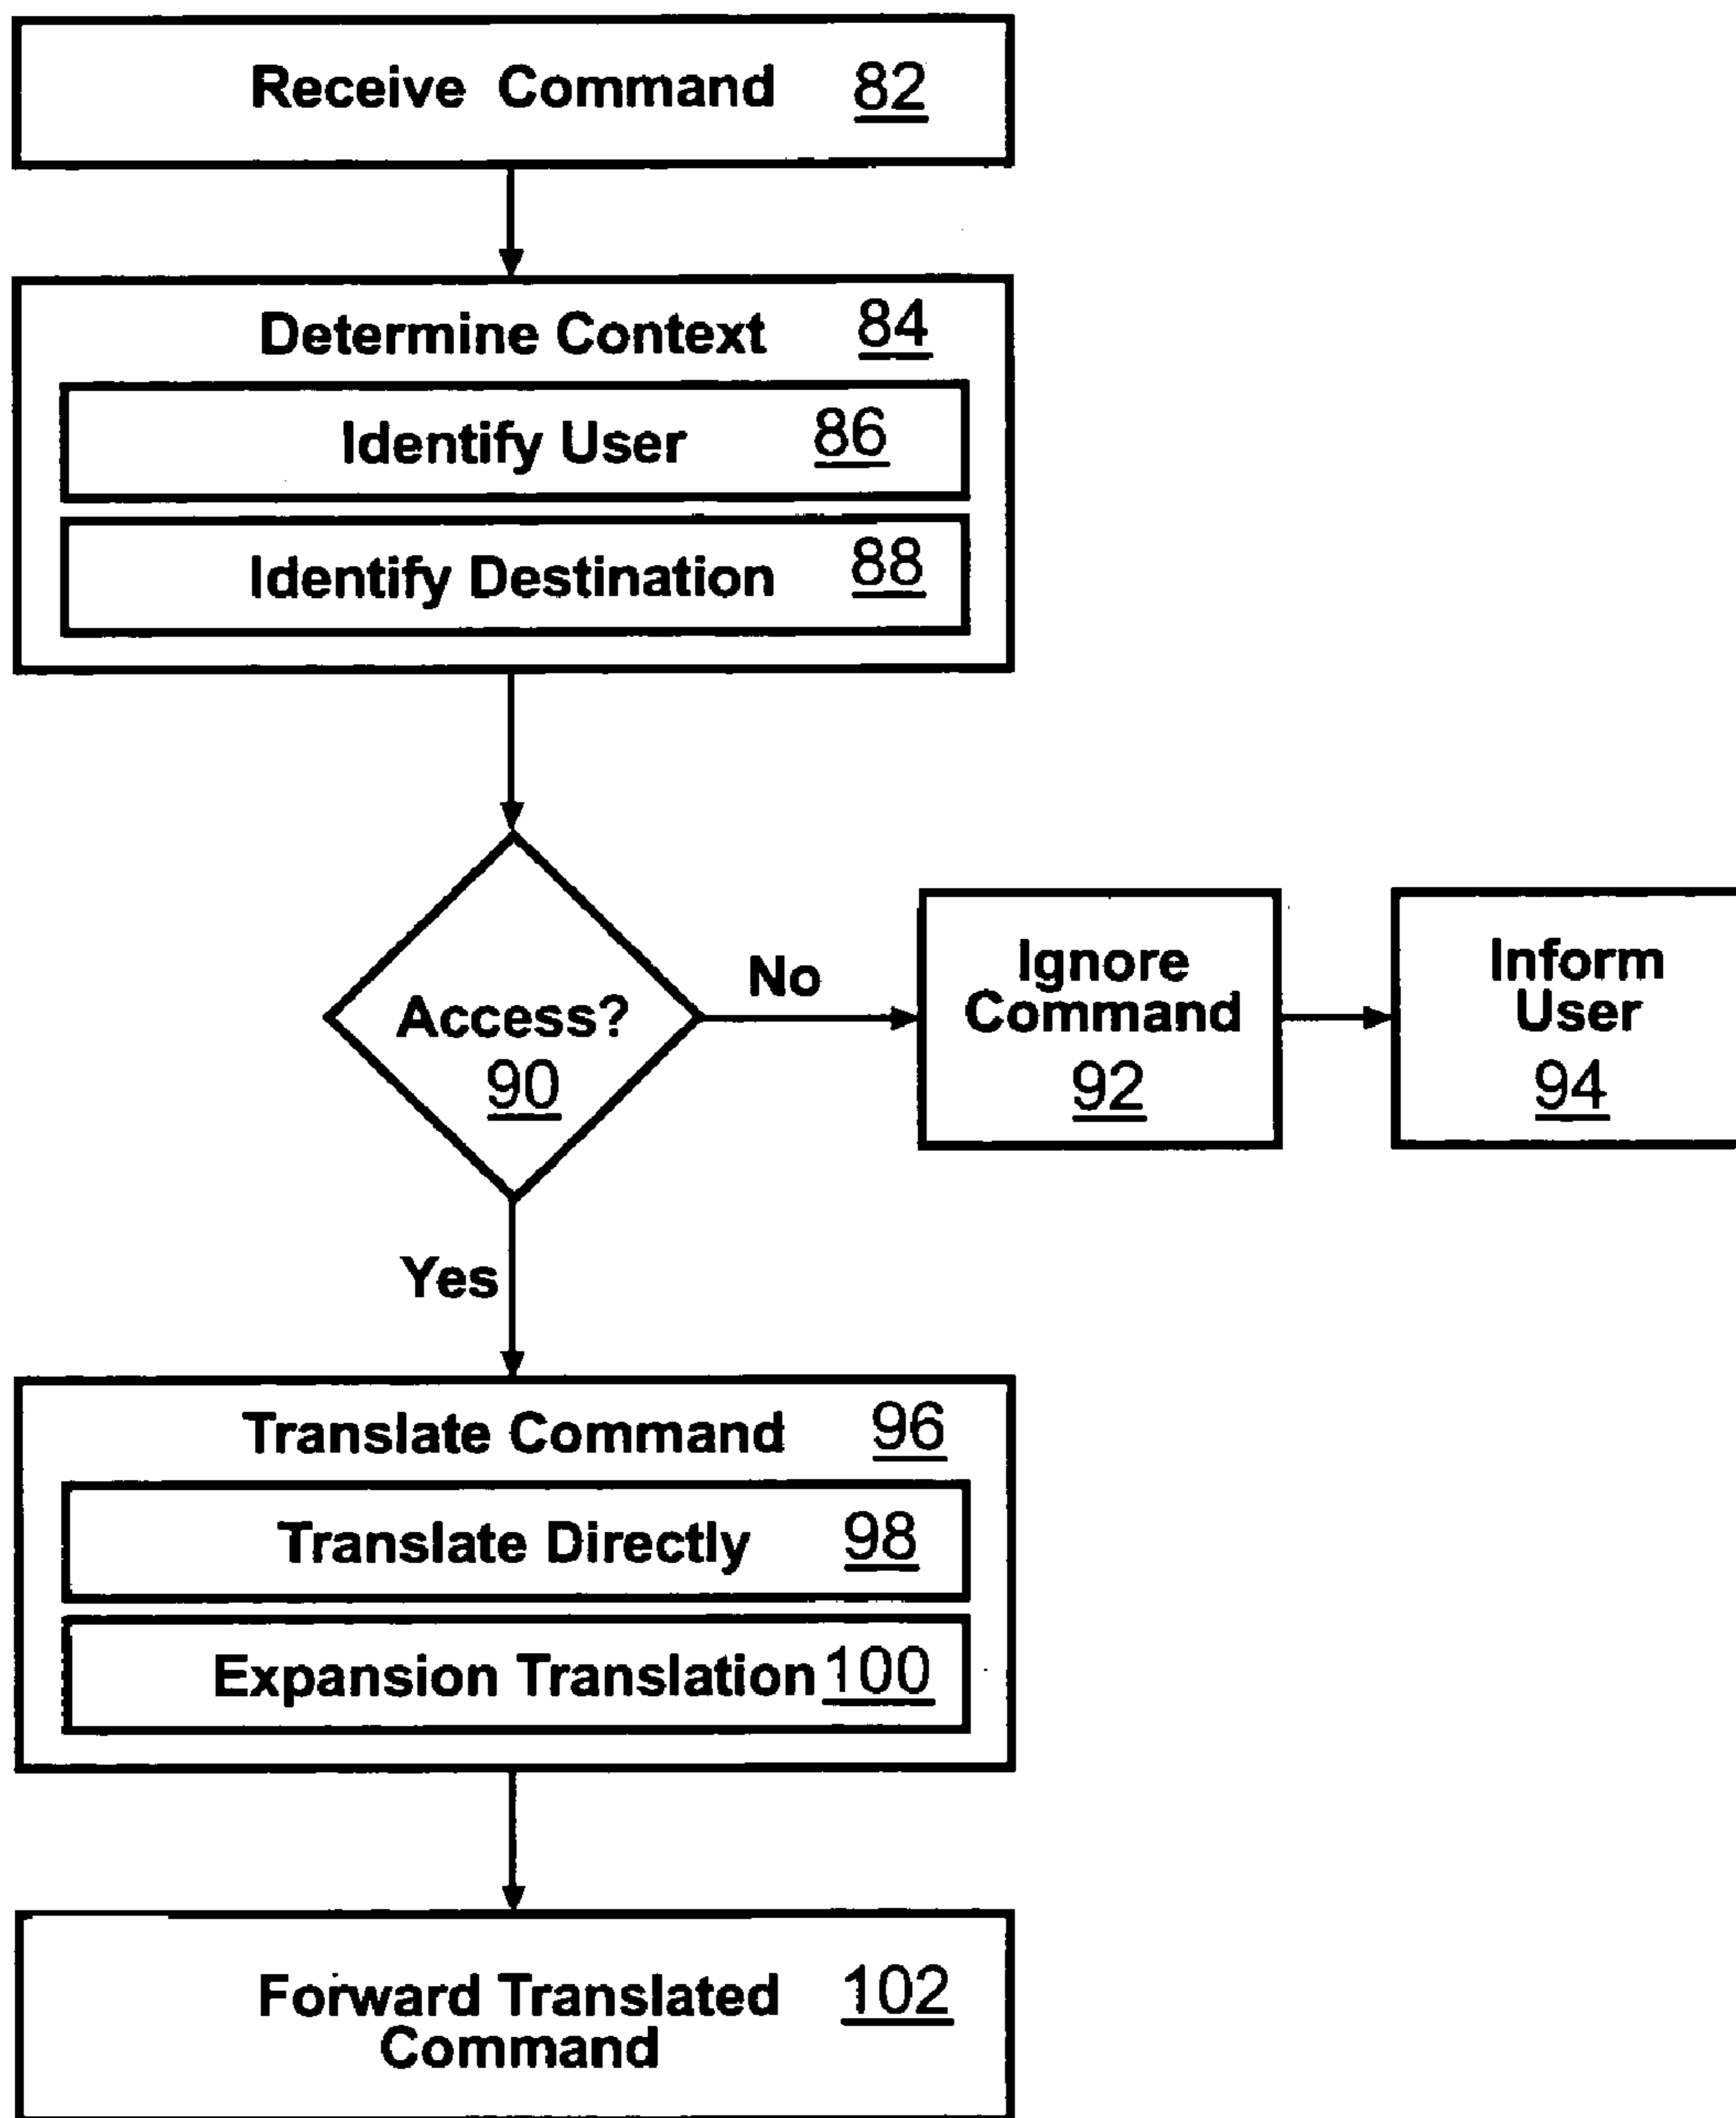 Receive Command 82
Determine Context 84
Identify User 86
Identify Destination 88
Access?
90
No
Ignore
Command
92
Inform
User
94
Yes
Translate Command 96
Translate Directly 98
Expansion Translation 100
Forward Translated 102
Command